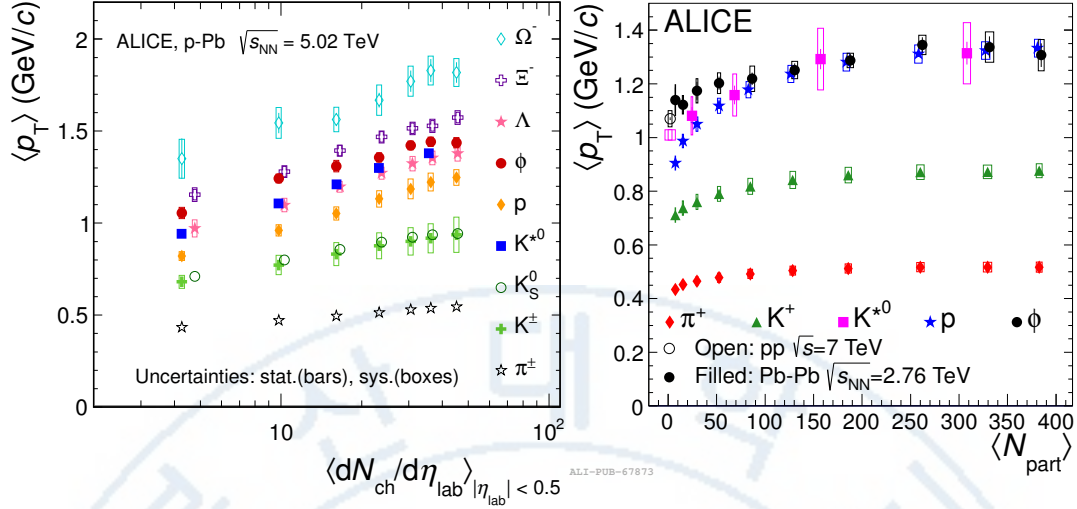 ALICE, p-Pb √sNN = 5.02 TeV
⟨pT⟩ (GeV/c)
2
1.5
1
0.5
0
Ω-
Ξ-
Λ
ϕ
p
K*0
K0S
K±
π±
Uncertainties: stat.(bars), sys.(boxes)
10
10²
⟨dNch/dηlab⟩|ηlab| < 0.5
ALI-PUB-67873
ALICE
⟨pT⟩ (GeV/c)
1.4
1.2
1
0.8
0.6
0.4
0.2
0
π+ K+ K*0 p ϕ
Open: pp √s=7 TeV
Filled: Pb-Pb √sNN=2.76 TeV
0 50 100 150 200 250 300 350 400
⟨Npart⟩